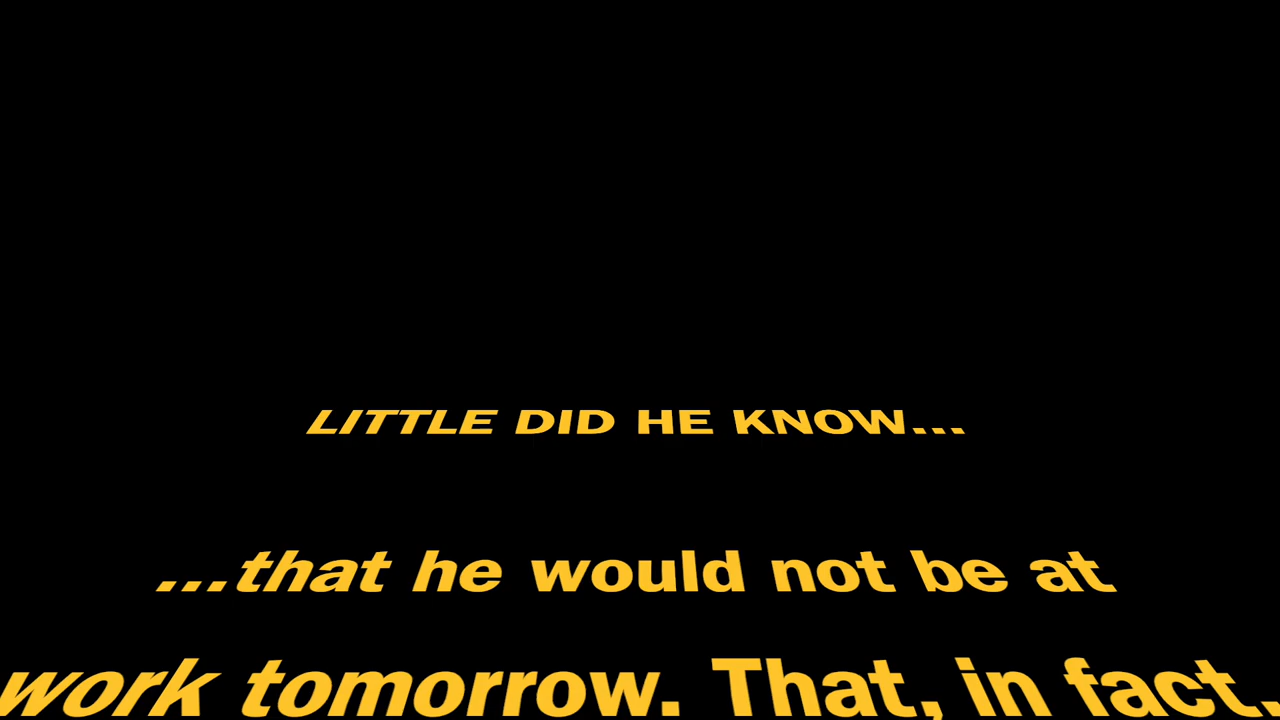 LITTLE DID HE KNOW...
...that he would not be at
work tomorrow. That, in fact,